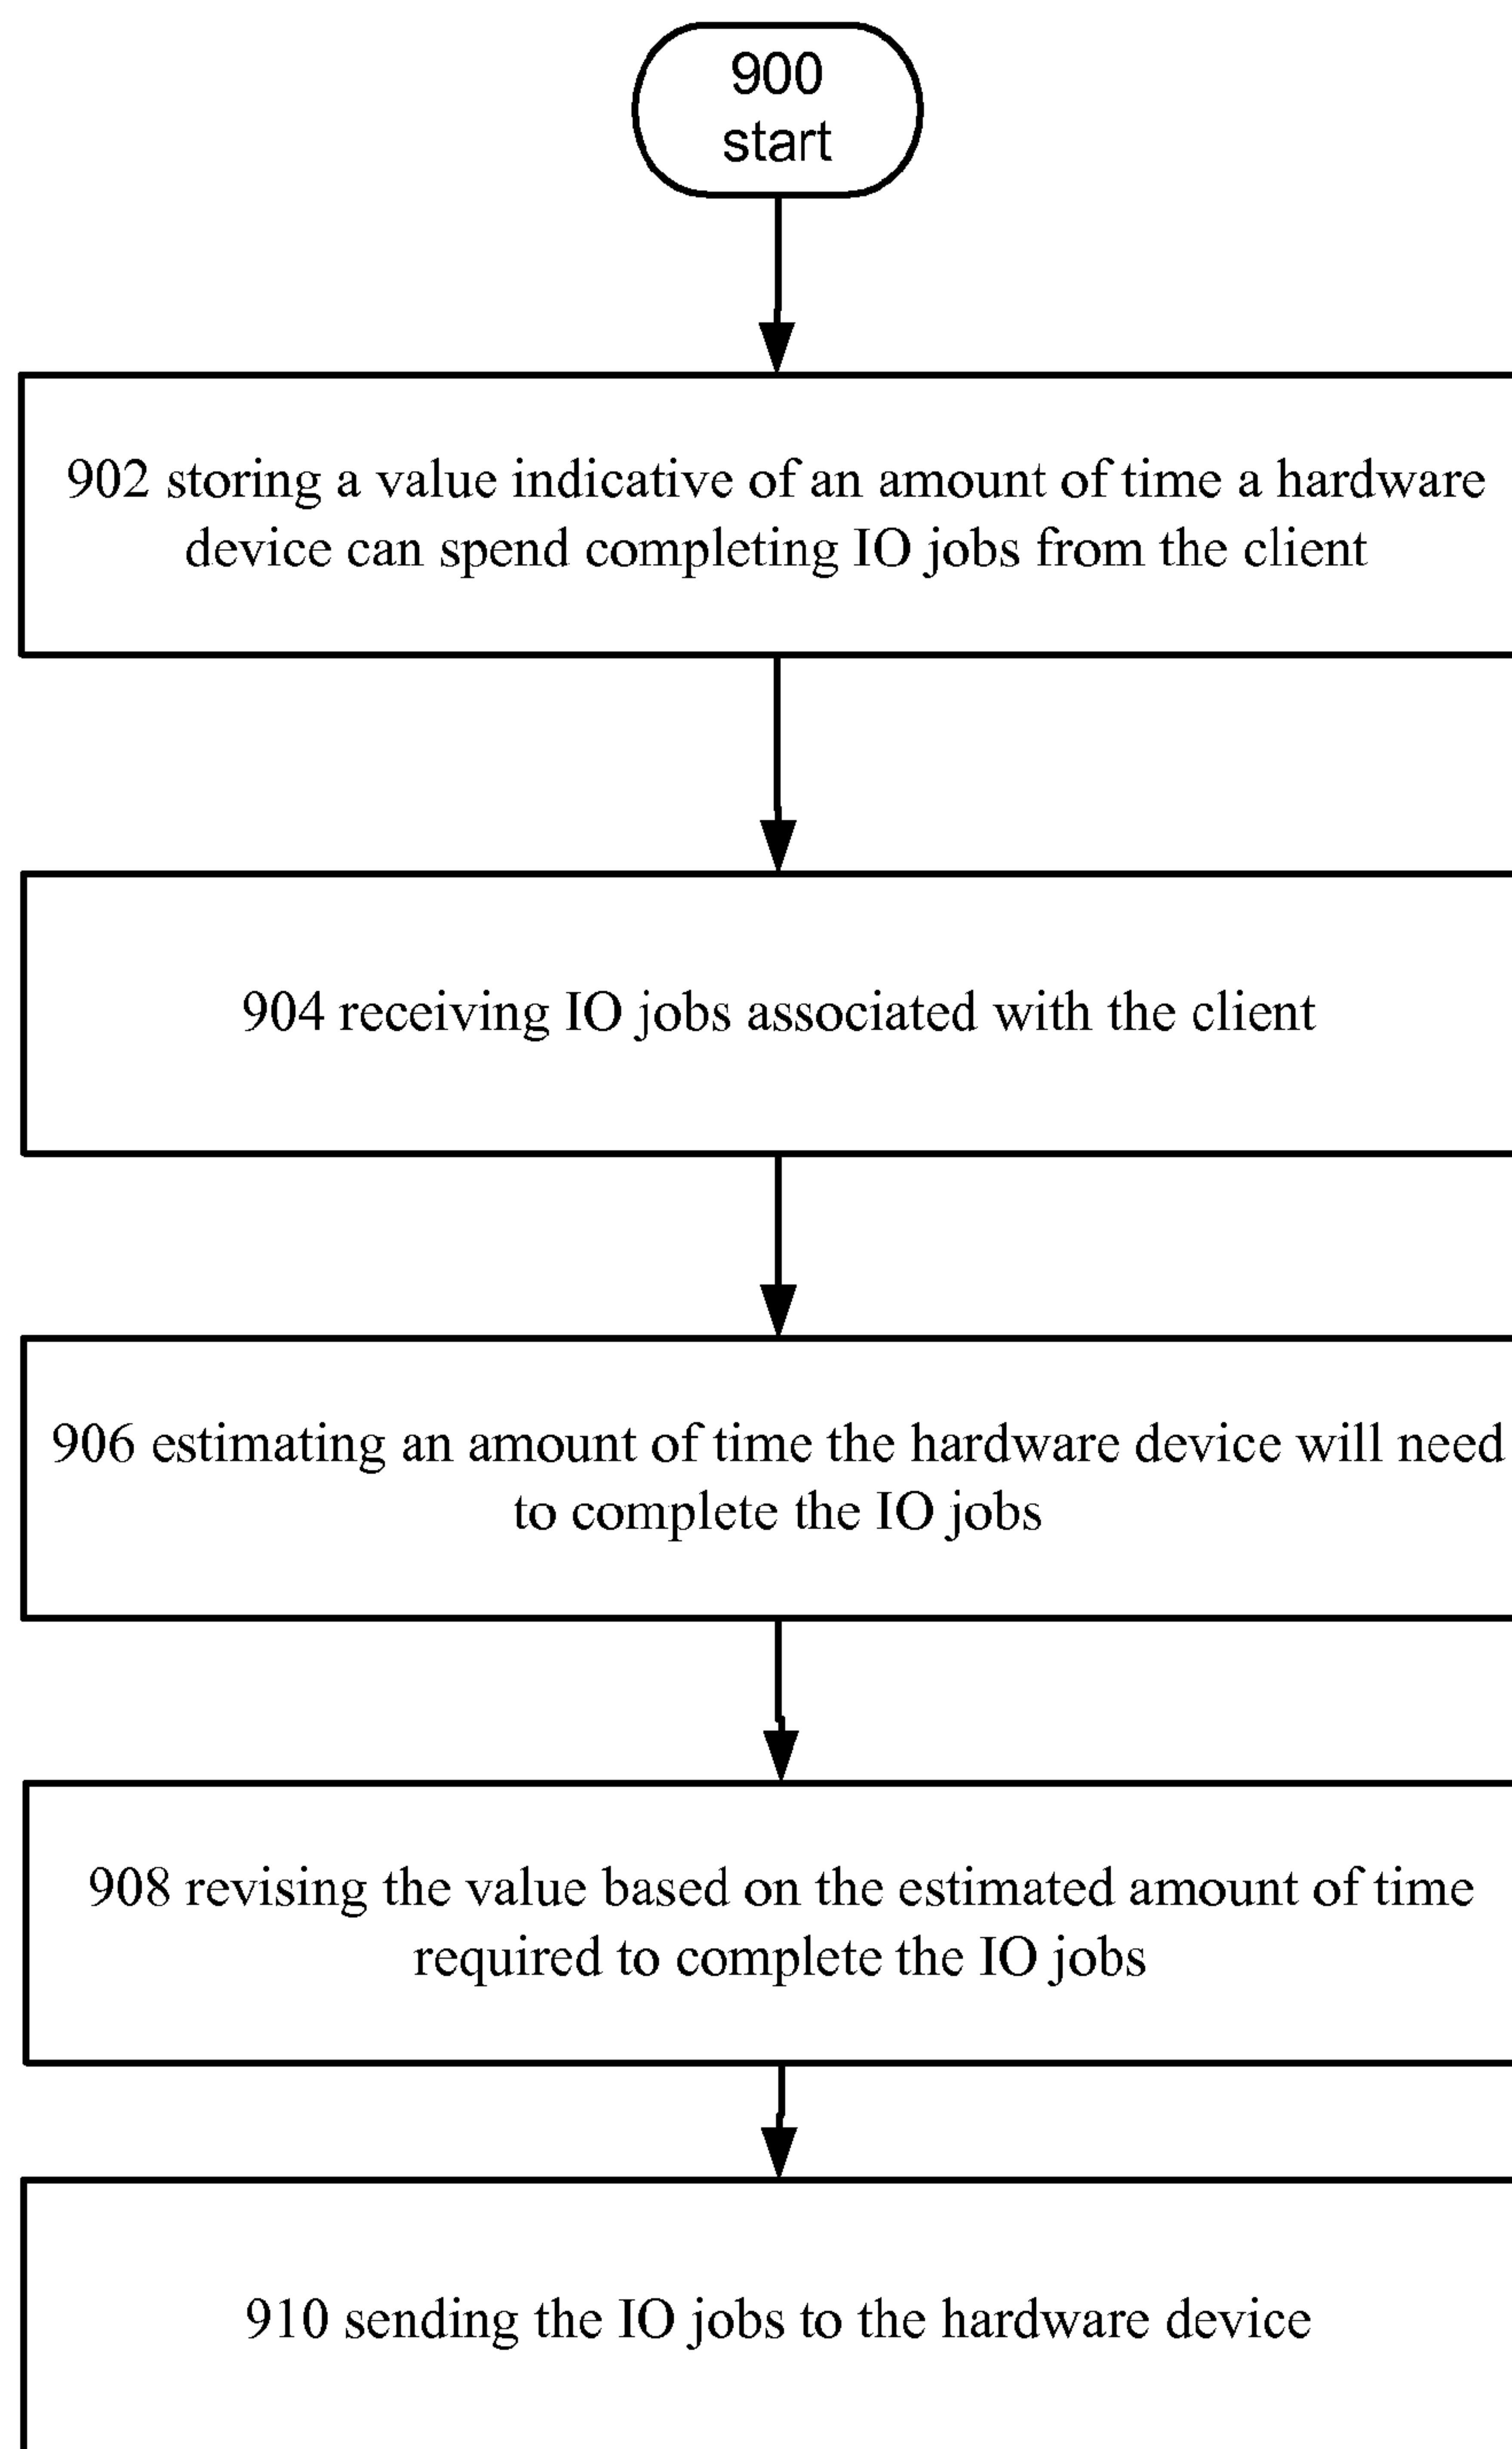 900
start
902 storing a value indicative of an amount of time a hardware
device can spend completing IO jobs from the client
904 receiving IO jobs associated with the client
906 estimating an amount of time the hardware device will need
to complete the IO jobs
908 revising the value based on the estimated amount of time
required to complete the IO jobs
910 sending the IO jobs to the hardware device